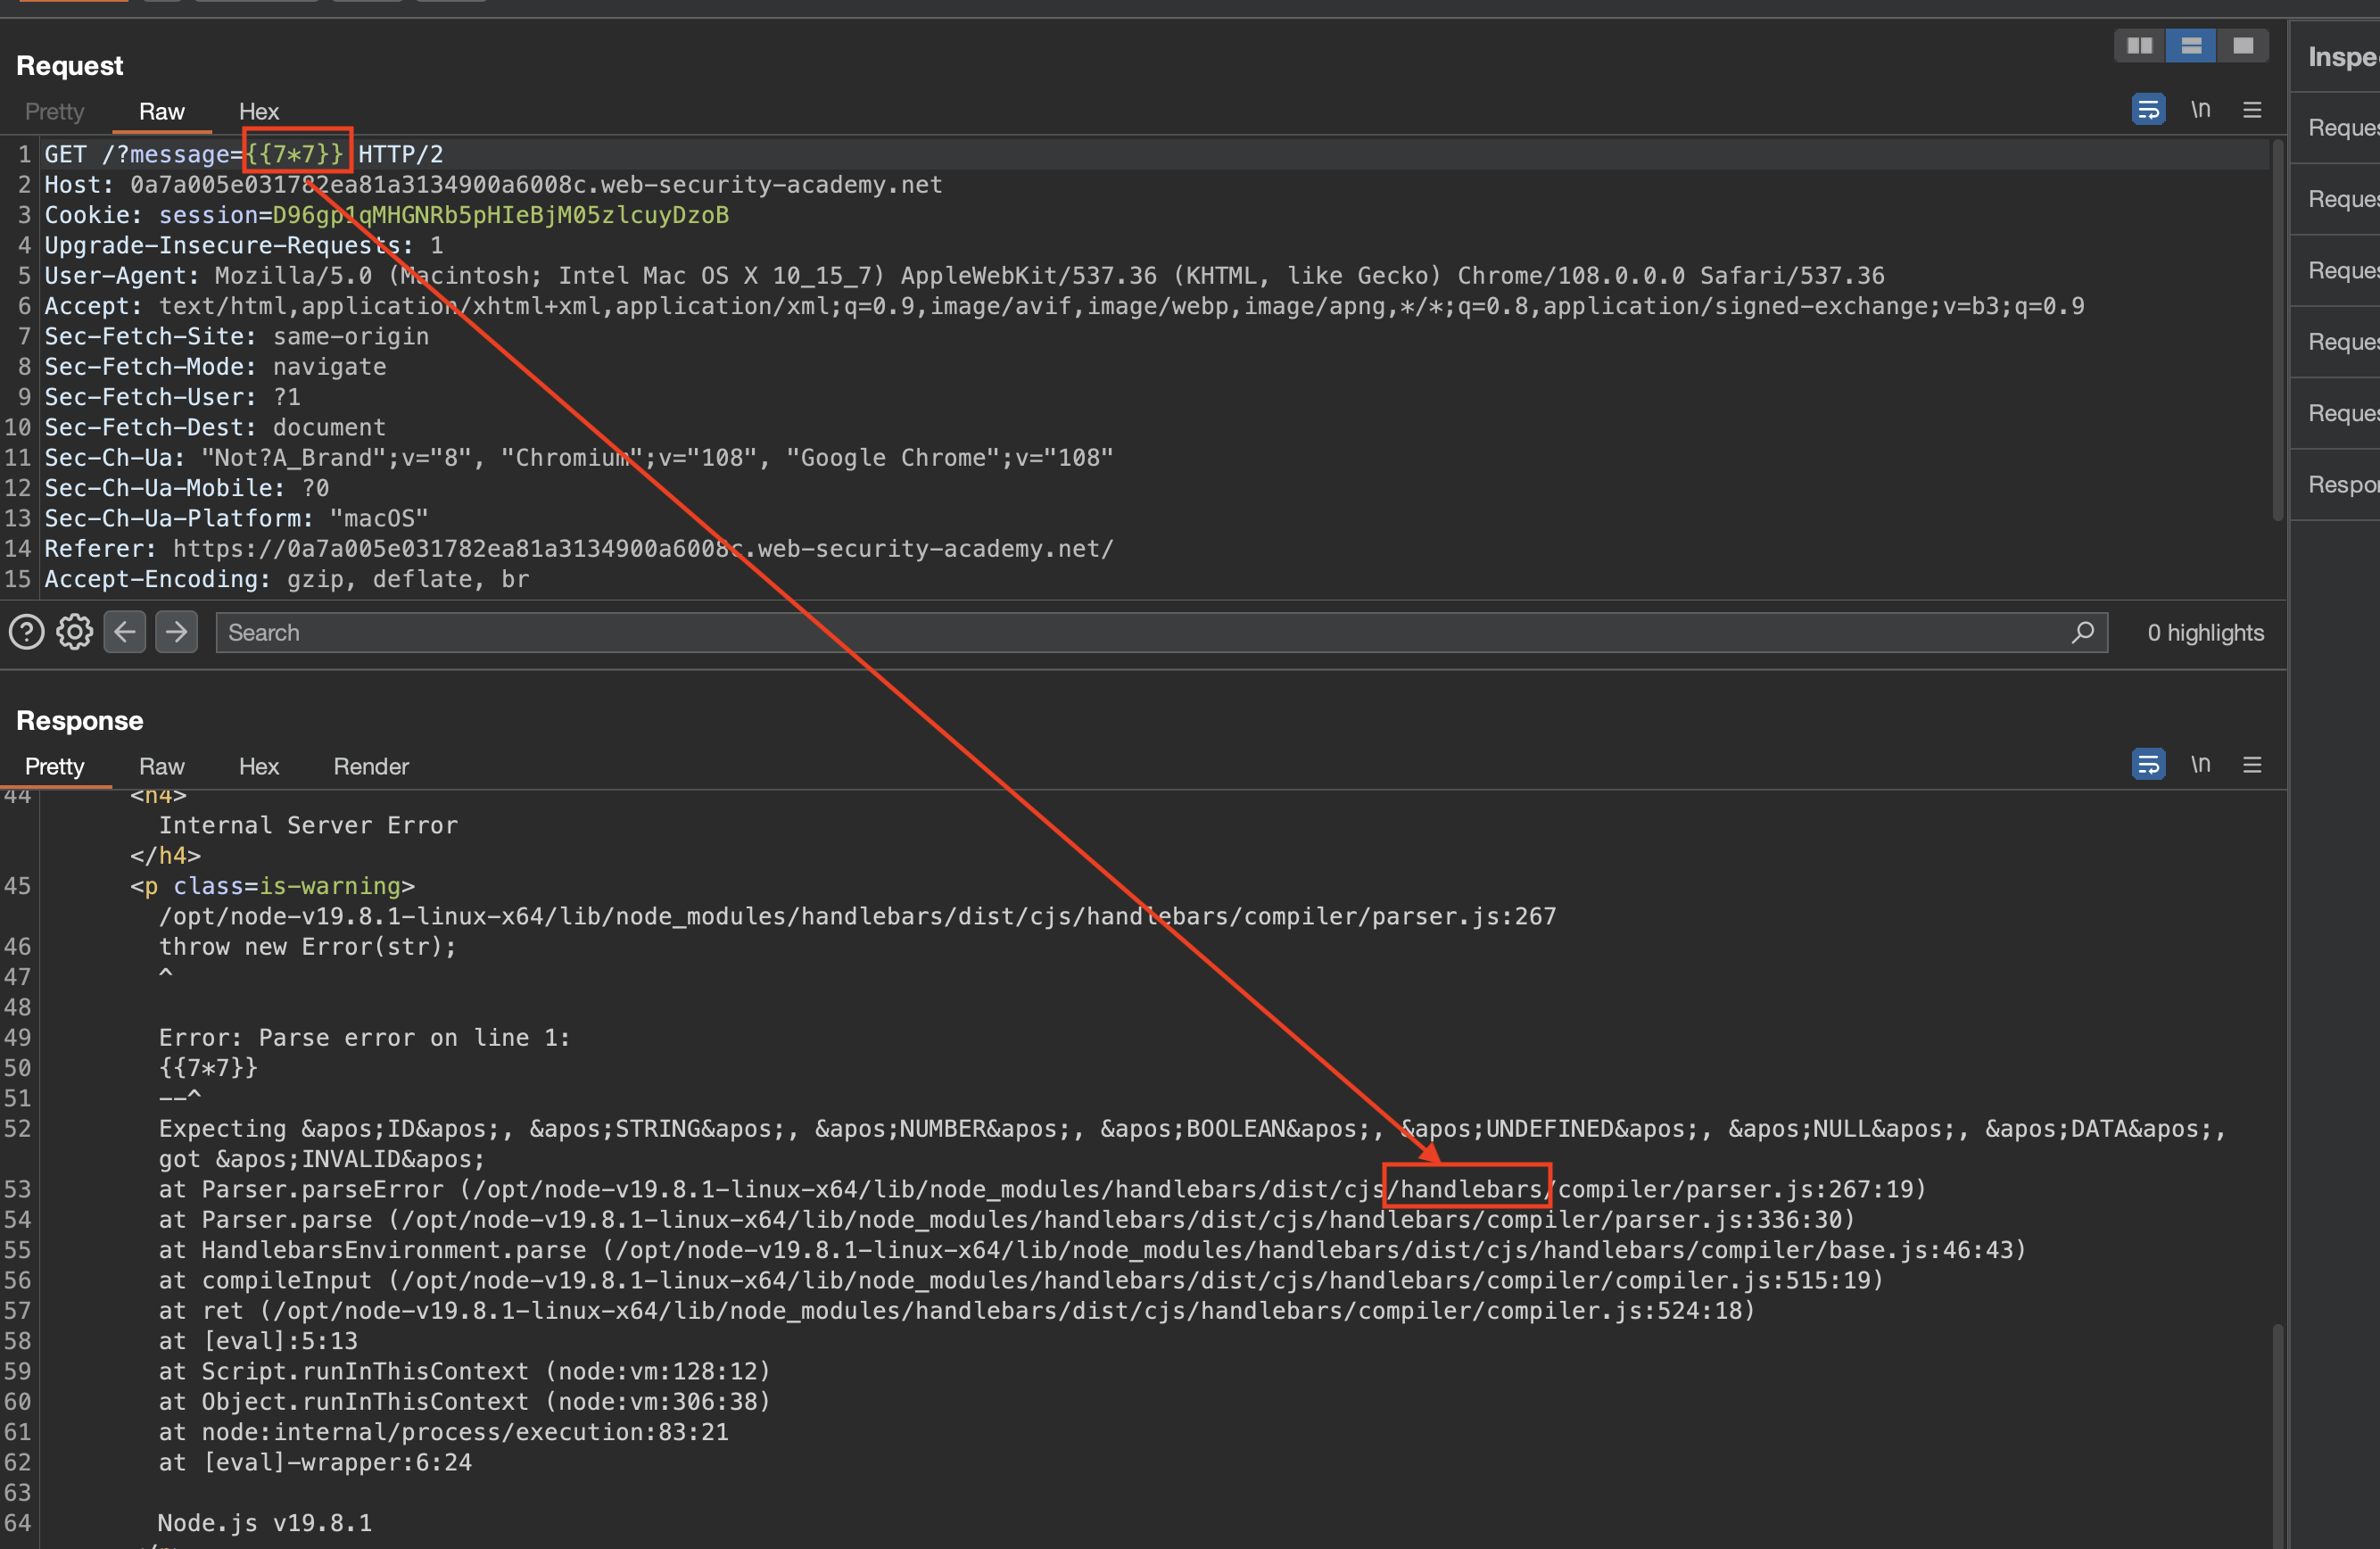 Request
Inspe
Pretty Raw Hex
\n
1 GET /?message={{7*7}} HTTP/2
2 Host: 0a7a005e031782ea81a3134900a6008c.web-security-academy.net
3 Cookie: session=D96gp1qMHGNRb5pHIeBjM05zlcuyDzoB
4 Upgrade-Insecure-Requests: 1
5 User-Agent: Mozilla/5.0 (Macintosh; Intel Mac OS X 10_15_7) AppleWebKit/537.36 (KHTML, like Gecko) Chrome/108.0.0.0 Safari/537.36
6 Accept: text/html,application/xhtml+xml,application/xml;q=0.9,image/avif,image/webp,image/apng,*/*;q=0.8,application/signed-exchange;v=b3;q=0.9
7 Sec-Fetch-Site: same-origin
8 Sec-Fetch-Mode: navigate
9 Sec-Fetch-User: ?1
10 Sec-Fetch-Dest: document
11 Sec-Ch-Ua: "Not?A_Brand";v="8", "Chromium";v="108", "Google Chrome";v="108"
12 Sec-Ch-Ua-Mobile: ?0
13 Sec-Ch-Ua-Platform: "macOS"
14 Referer: https://0a7a005e031782ea81a3134900a6008c.web-security-academy.net/
15 Accept-Encoding: gzip, deflate, br
Reques
Reques
Reques
Reques
Reques
Respor
Search
0 highlights
Response
Pretty Raw Hex Render
\n
44 <h4>
Internal Server Error
</h4>
45 <p class=is-warning>
/opt/node-v19.8.1-linux-x64/lib/node_modules/handlebars/dist/cjs/handlebars/compiler/parser.js:267
46 throw new Error(str);
47 ^
48
49 Error: Parse error on line 1:
50 {{7*7}}
51 --^
52 Expecting &apos;ID&apos;, &apos;STRING&apos;, &apos;NUMBER&apos;, &apos;BOOLEAN&apos;, &apos;UNDEFINED&apos;, &apos;NULL&apos;, &apos;DATA&apos;,
got &apos;INVALID&apos;
53 at Parser.parseError (/opt/node-v19.8.1-linux-x64/lib/node_modules/handlebars/dist/cjs/handlebars/compiler/parser.js:267:19)
54 at Parser.parse (/opt/node-v19.8.1-linux-x64/lib/node_modules/handlebars/dist/cjs/handlebars/compiler/parser.js:336:30)
55 at HandlebarsEnvironment.parse (/opt/node-v19.8.1-linux-x64/lib/node_modules/handlebars/dist/cjs/handlebars/compiler/base.js:46:43)
56 at compileInput (/opt/node-v19.8.1-linux-x64/lib/node_modules/handlebars/dist/cjs/handlebars/compiler/compiler.js:515:19)
57 at ret (/opt/node-v19.8.1-linux-x64/lib/node_modules/handlebars/dist/cjs/handlebars/compiler/compiler.js:524:18)
58 at [eval]:5:13
59 at Script.runInThisContext (node:vm:128:12)
60 at Object.runInThisContext (node:vm:306:38)
61 at node:internal/process/execution:83:21
62 at [eval]-wrapper:6:24
63
64 Node.js v19.8.1